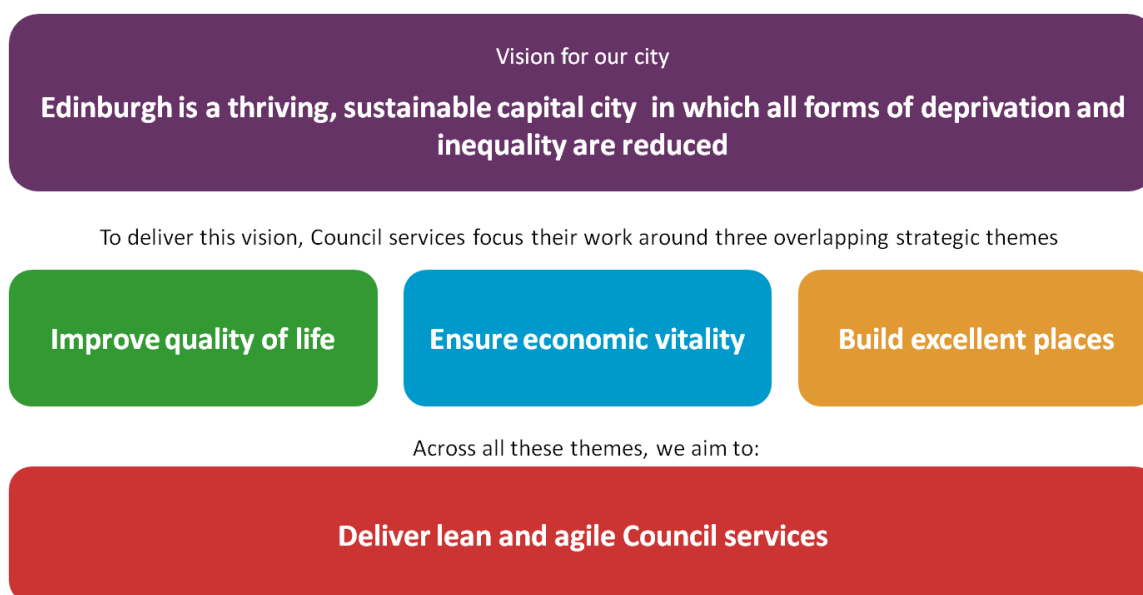 Vision for our city
Edinburgh is a thriving, sustainable capital city in which all forms of deprivation and
inequality are reduced
To deliver this vision, Council services focus their work around three overlapping strategic themes
Improve quality of life
Ensure economic vitality
Build excellent places
Across all these themes, we aim to:
Deliver lean and agile Council services